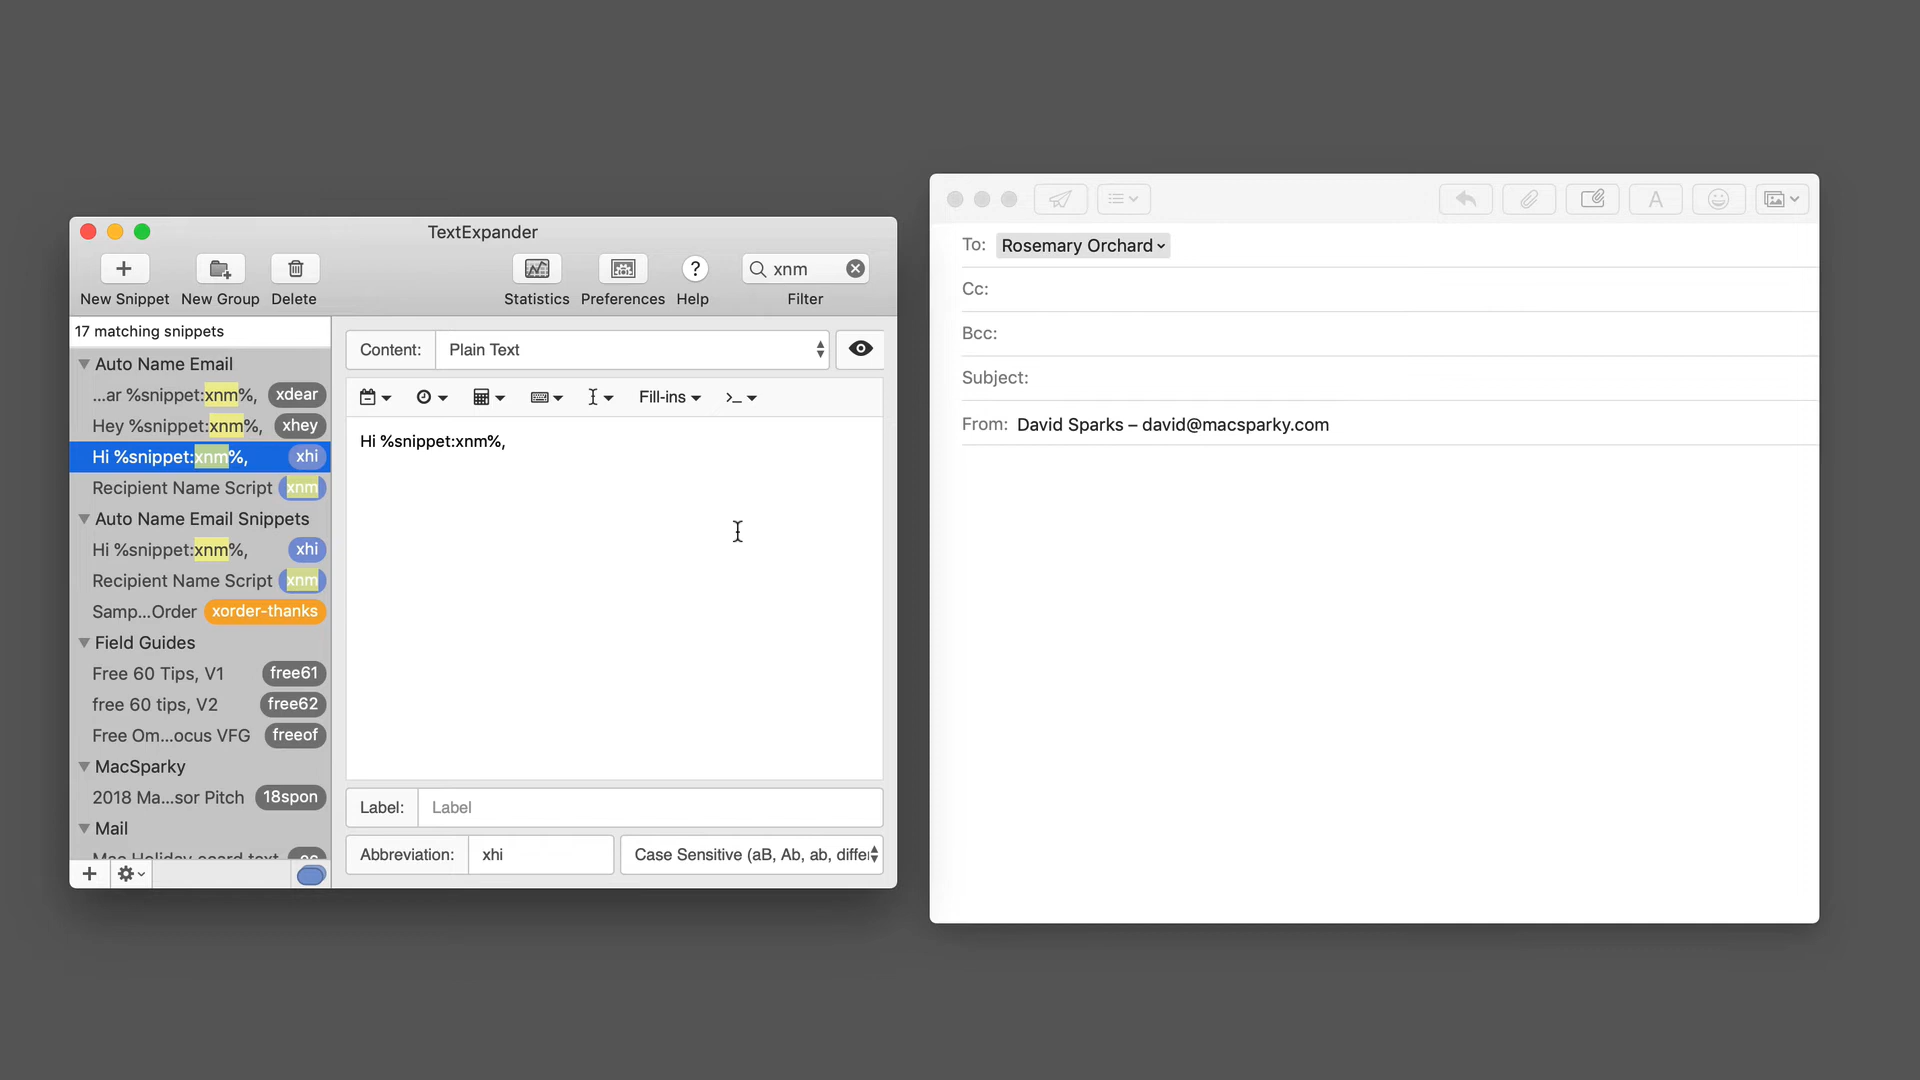 TextExpander
New Snippet
New Group
Delete
Statistics
Preferences
? Help
xnm
Filter
17 matching snippets
Auto Name Email
...ar %snippet:xnm%, xdear
Hey %snippet:xnm%, xhey
Hi %snippet:xnm%, xhi
Recipient Name Script xnm
Auto Name Email Snippets
Hi %snippet:xnm%, xhi
Recipient Name Script xnm
Samp...Order xorder-thanks
Field Guides
Free 60 Tips, V1 free61
free 60 tips, V2 free62
Free Om...ocus VFG freeof
MacSparky
2018 Ma...sor Pitch 18spon
Mail
Content: Plain Text
Fill-ins
Hi %snippet:xnm%,
Label: Label
Abbreviation: xhi
Case Sensitive (aB, Ab, ab, differ
A
To: Rosemary Orchard
Cc:
Bcc:
Subject:
From: David Sparks – david@macsparky.com